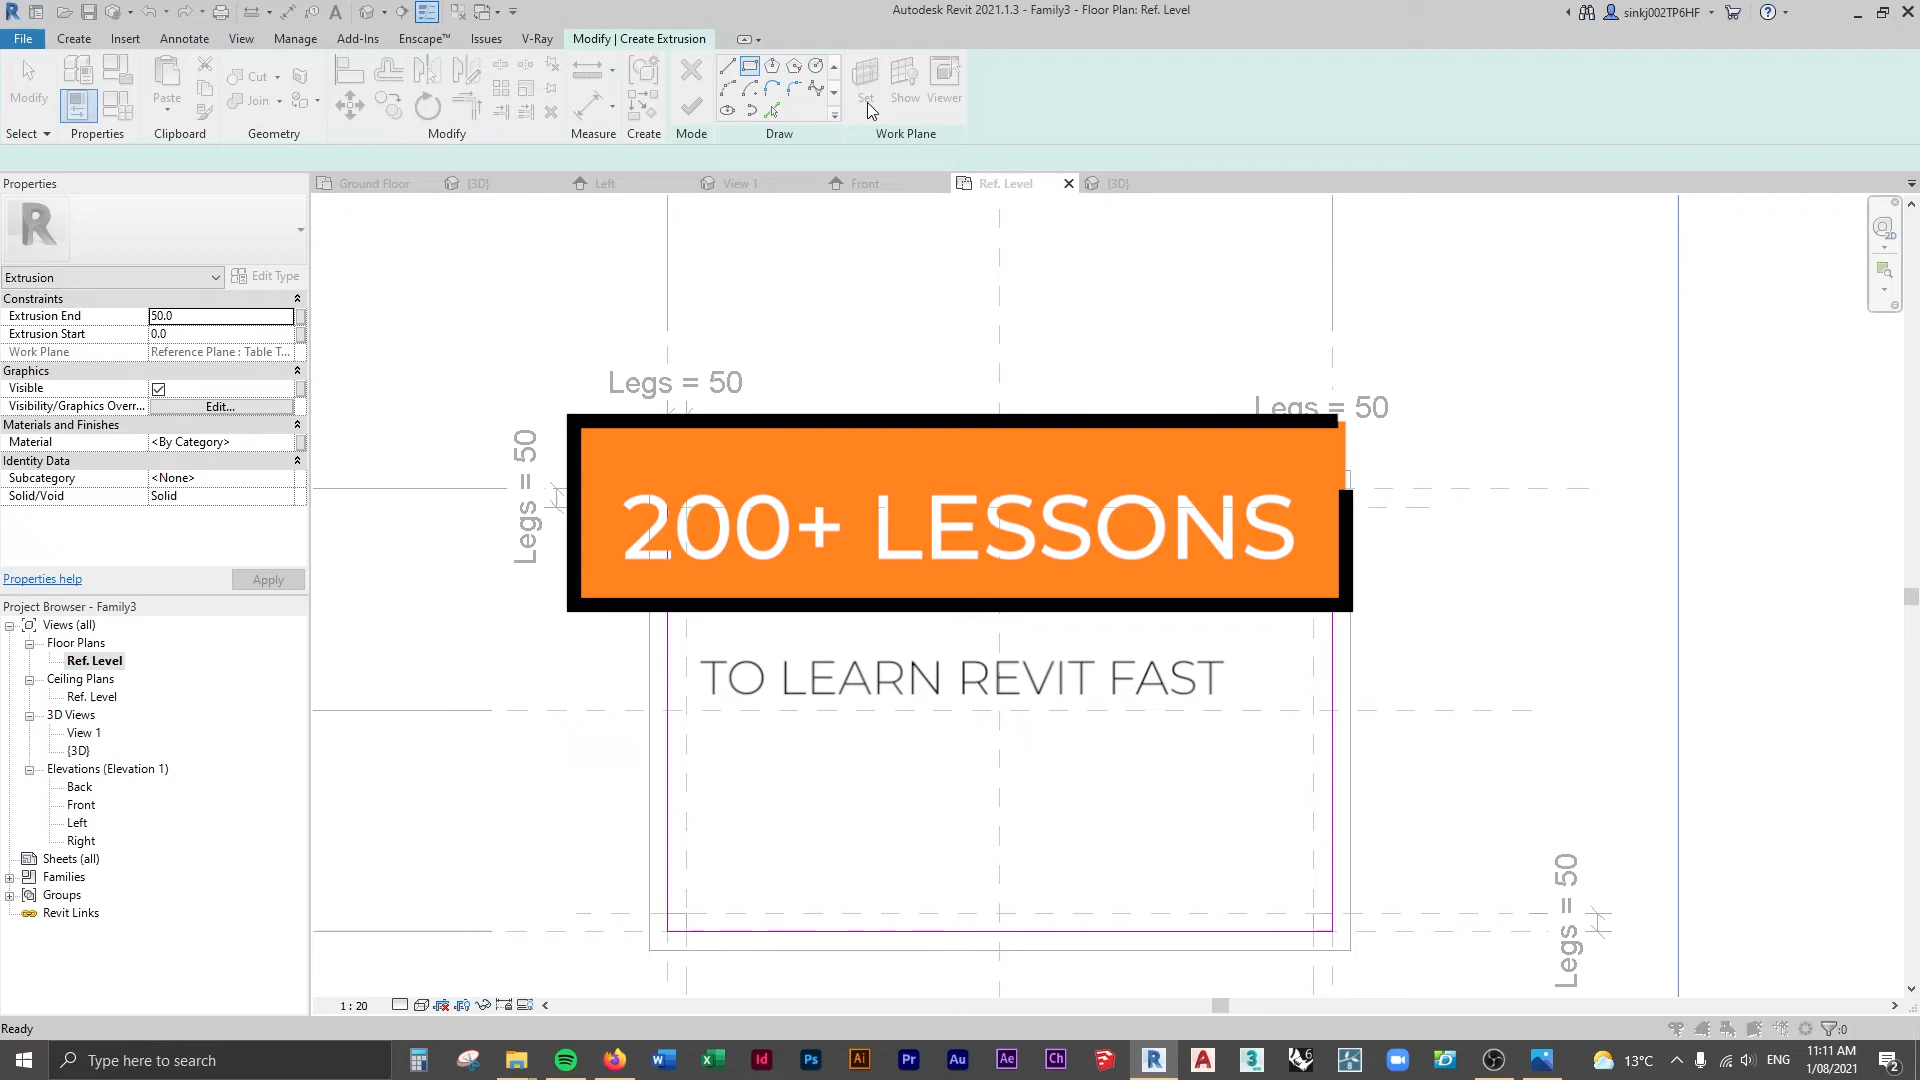 Autodesk Revit 2021.1.3 - Family3 - Floor Plan: Ref. Level
sinkj002TP6HF
File Create Insert Annotate View Manage Add-Ins Enscape™ Issues V-Ray Modify | Create Extrusion
Modify
Paste
Cut
Join
Set Show Viewer
Select Properties Clipboard Geometry Modify Measure Create Mode Draw Work Plane
Properties
Ground Floor {3D} Left View 1 Front Ref. Level {3D}
Extrusion
Edit Type
Constraints
Extrusion End 50.0
Extrusion Start 0.0
Work Plane Reference Plane : Table T...
Graphics
Visible
Visibility/Graphics Overr... Edit...
Materials and Finishes
Material <By Category>
Identity Data
Subcategory <None>
Solid/Void Solid
Properties help
Apply
Project Browser - Family3
Views (all)
Floor Plans
Ref. Level
Ceiling Plans
Ref. Level
3D Views
View 1
{3D}
Elevations (Elevation 1)
Back
Front
Left
Right
Sheets (all)
Families
Groups
Revit Links
Legs = 50
Legs = 50
Legs = 50
200+ LESSONS
TO LEARN REVIT FAST
Legs = 50
2D
1 : 20
Ready
:0
Type here to search
13°C
ENG
11:11 AM
1/08/2021
2